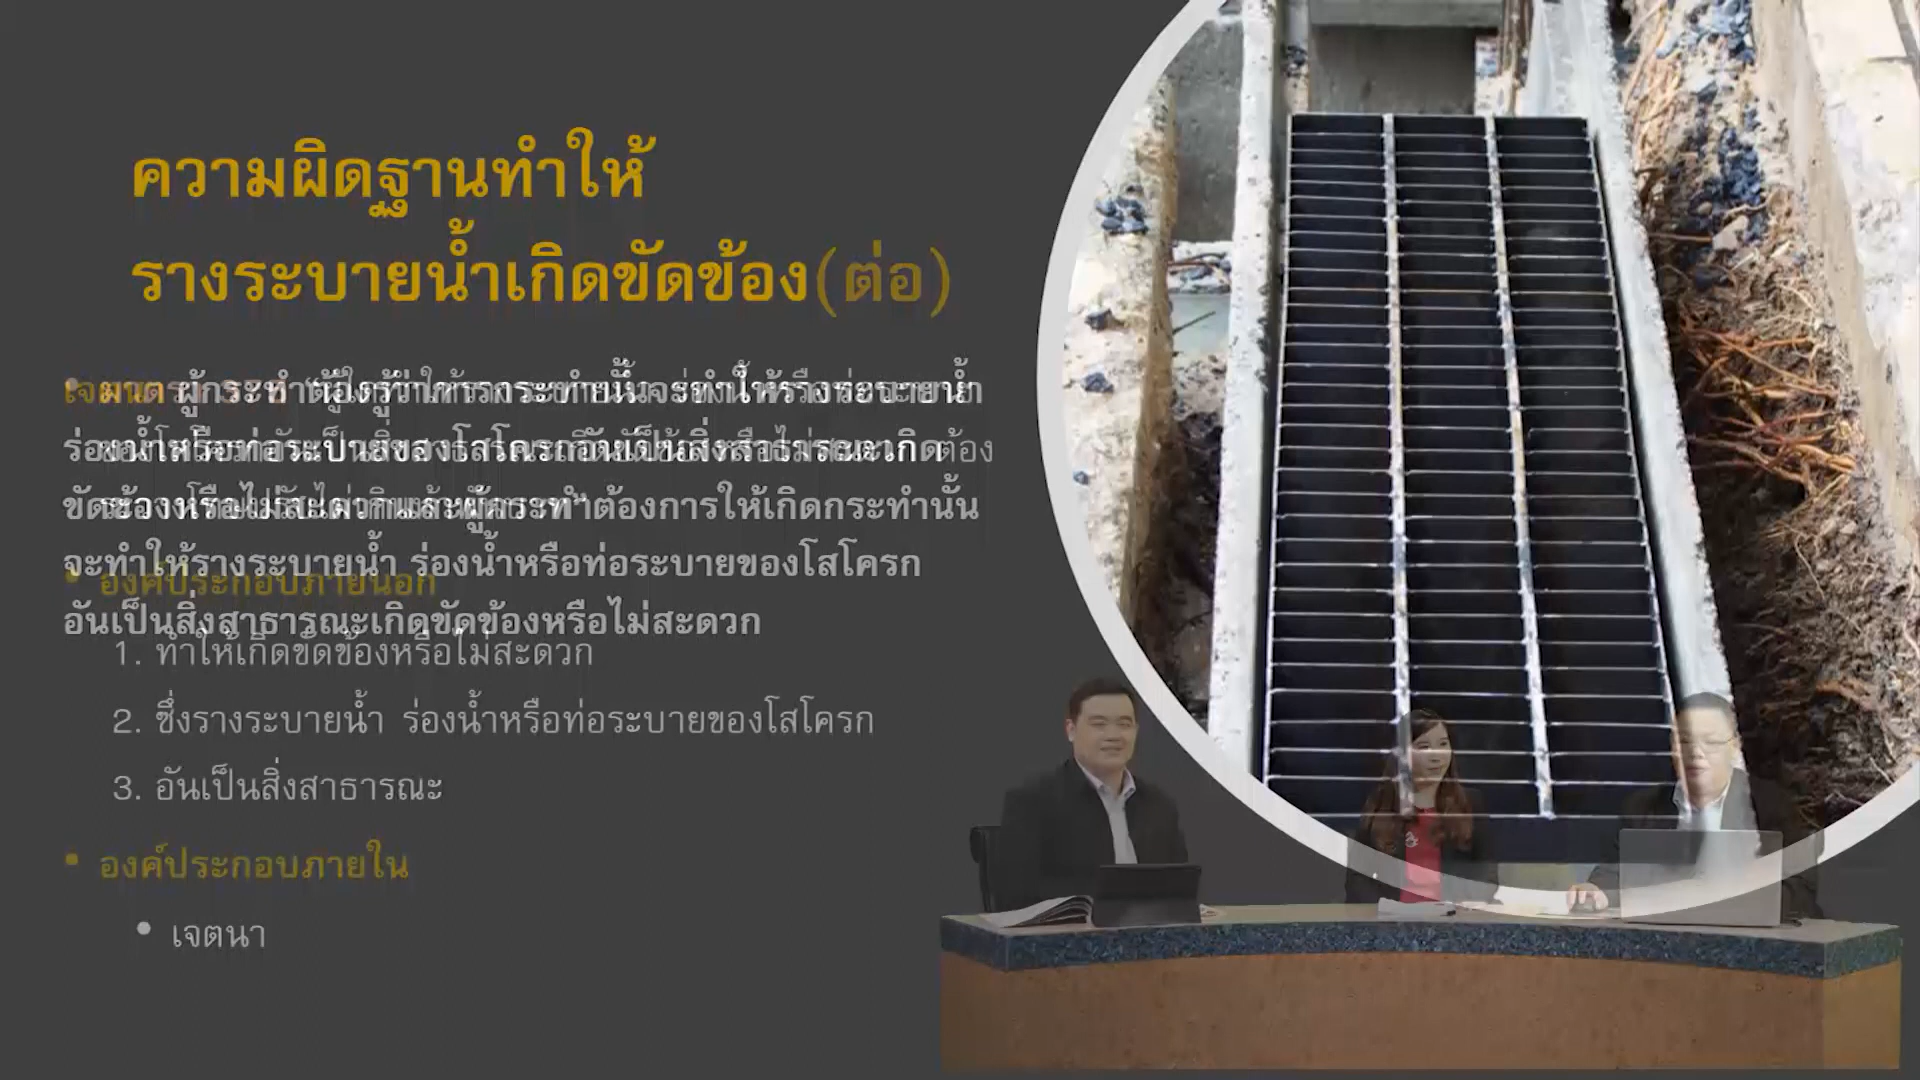 ความผิดฐานทำให้
รางระบายน้ำเกิดขัดข้อง(ต่อ)
ผู้กระทำต้องรู้ว่าการกระทำนั้นจะทำให้รางระบายน้ำ
ร่องน้ำหรือท่อระบายของโสโครกอันเป็นสิ่งสาธารณะเกิด
ขัดข้องหรือไม่สะดวกและผู้กระทำต้องการให้เกิดกระทำนั้น
จะทำให้รางระบายน้ำ ร่องน้ำหรือท่อระบายของโสโครก
อันเป็นสิ่งสาธารณะเกิดขัดข้องหรือไม่สะดวก
• องค์ประกอบภายนอก
1. ทำให้เกิดขัดข้องหรือไม่สะดวก
2. ซึ่งรางระบายน้ำ ร่องน้ำหรือท่อระบายของโสโครก
3. อันเป็นสิ่งสาธารณะ
• องค์ประกอบภายใน
• เจตนา